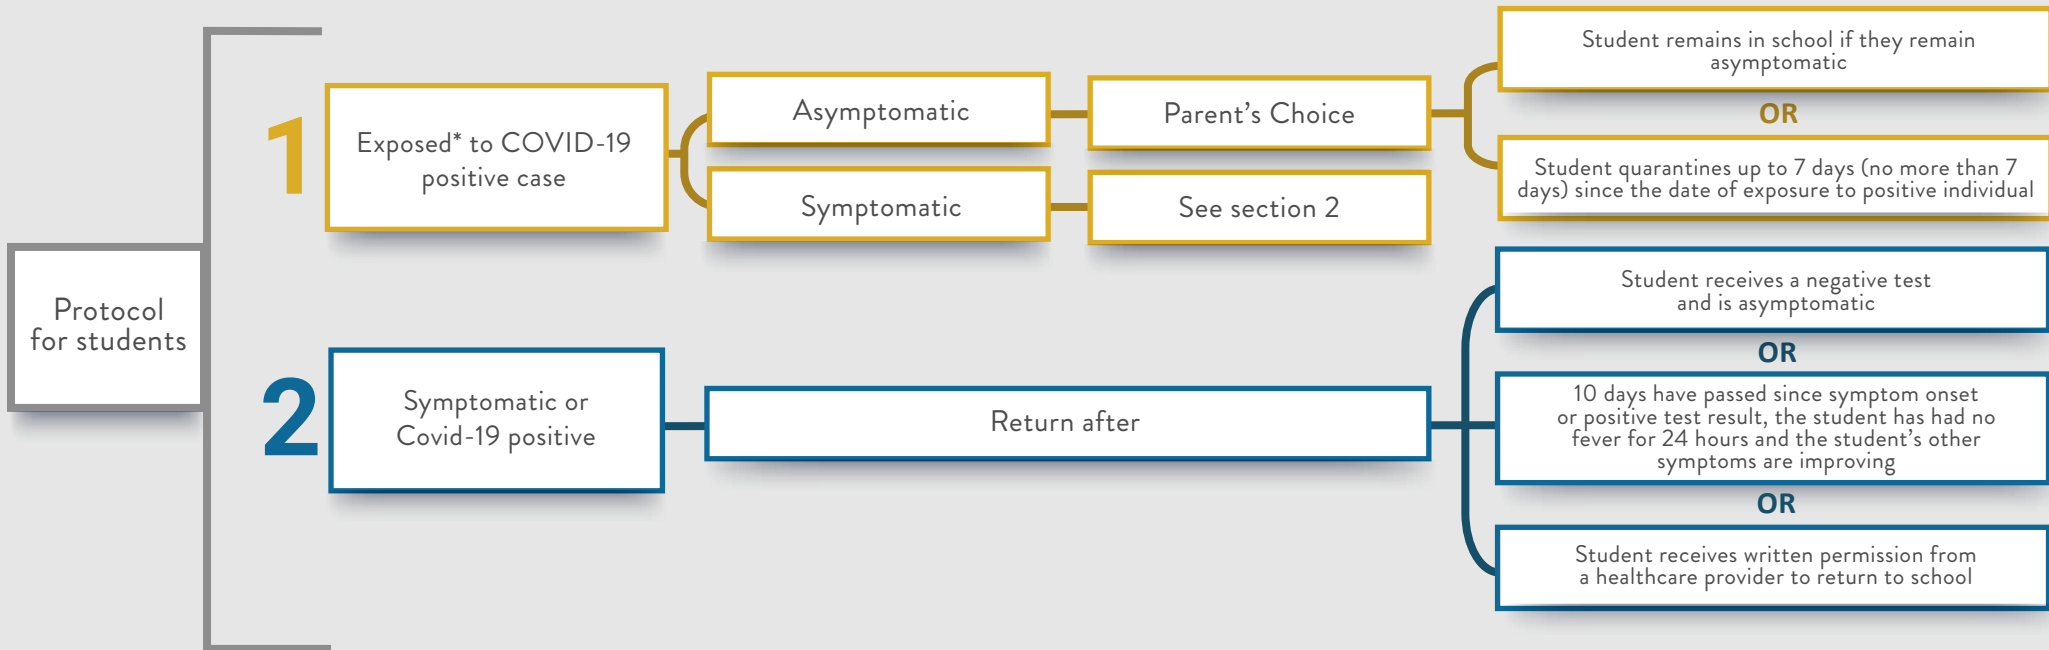 Protocol
for students
1
Exposed* to COVID-19
positive case
Asymptomatic
Parent's Choice
Student remains in school if they remain
asymptomatic
OR
Student quarantines up to 7 days (no more than 7
days) since the date of exposure to positive individual
Symptomatic
See section 2
2
Symptomatic or
Covid-19 positive
Return after
Student receives a negative test
and is asymptomatic
OR
10 days have passed since symptom onset
or positive test result, the student has had no
fever for 24 hours and the student's other
symptoms are improving
OR
Student receives written permission from
a healthcare provider to return to school